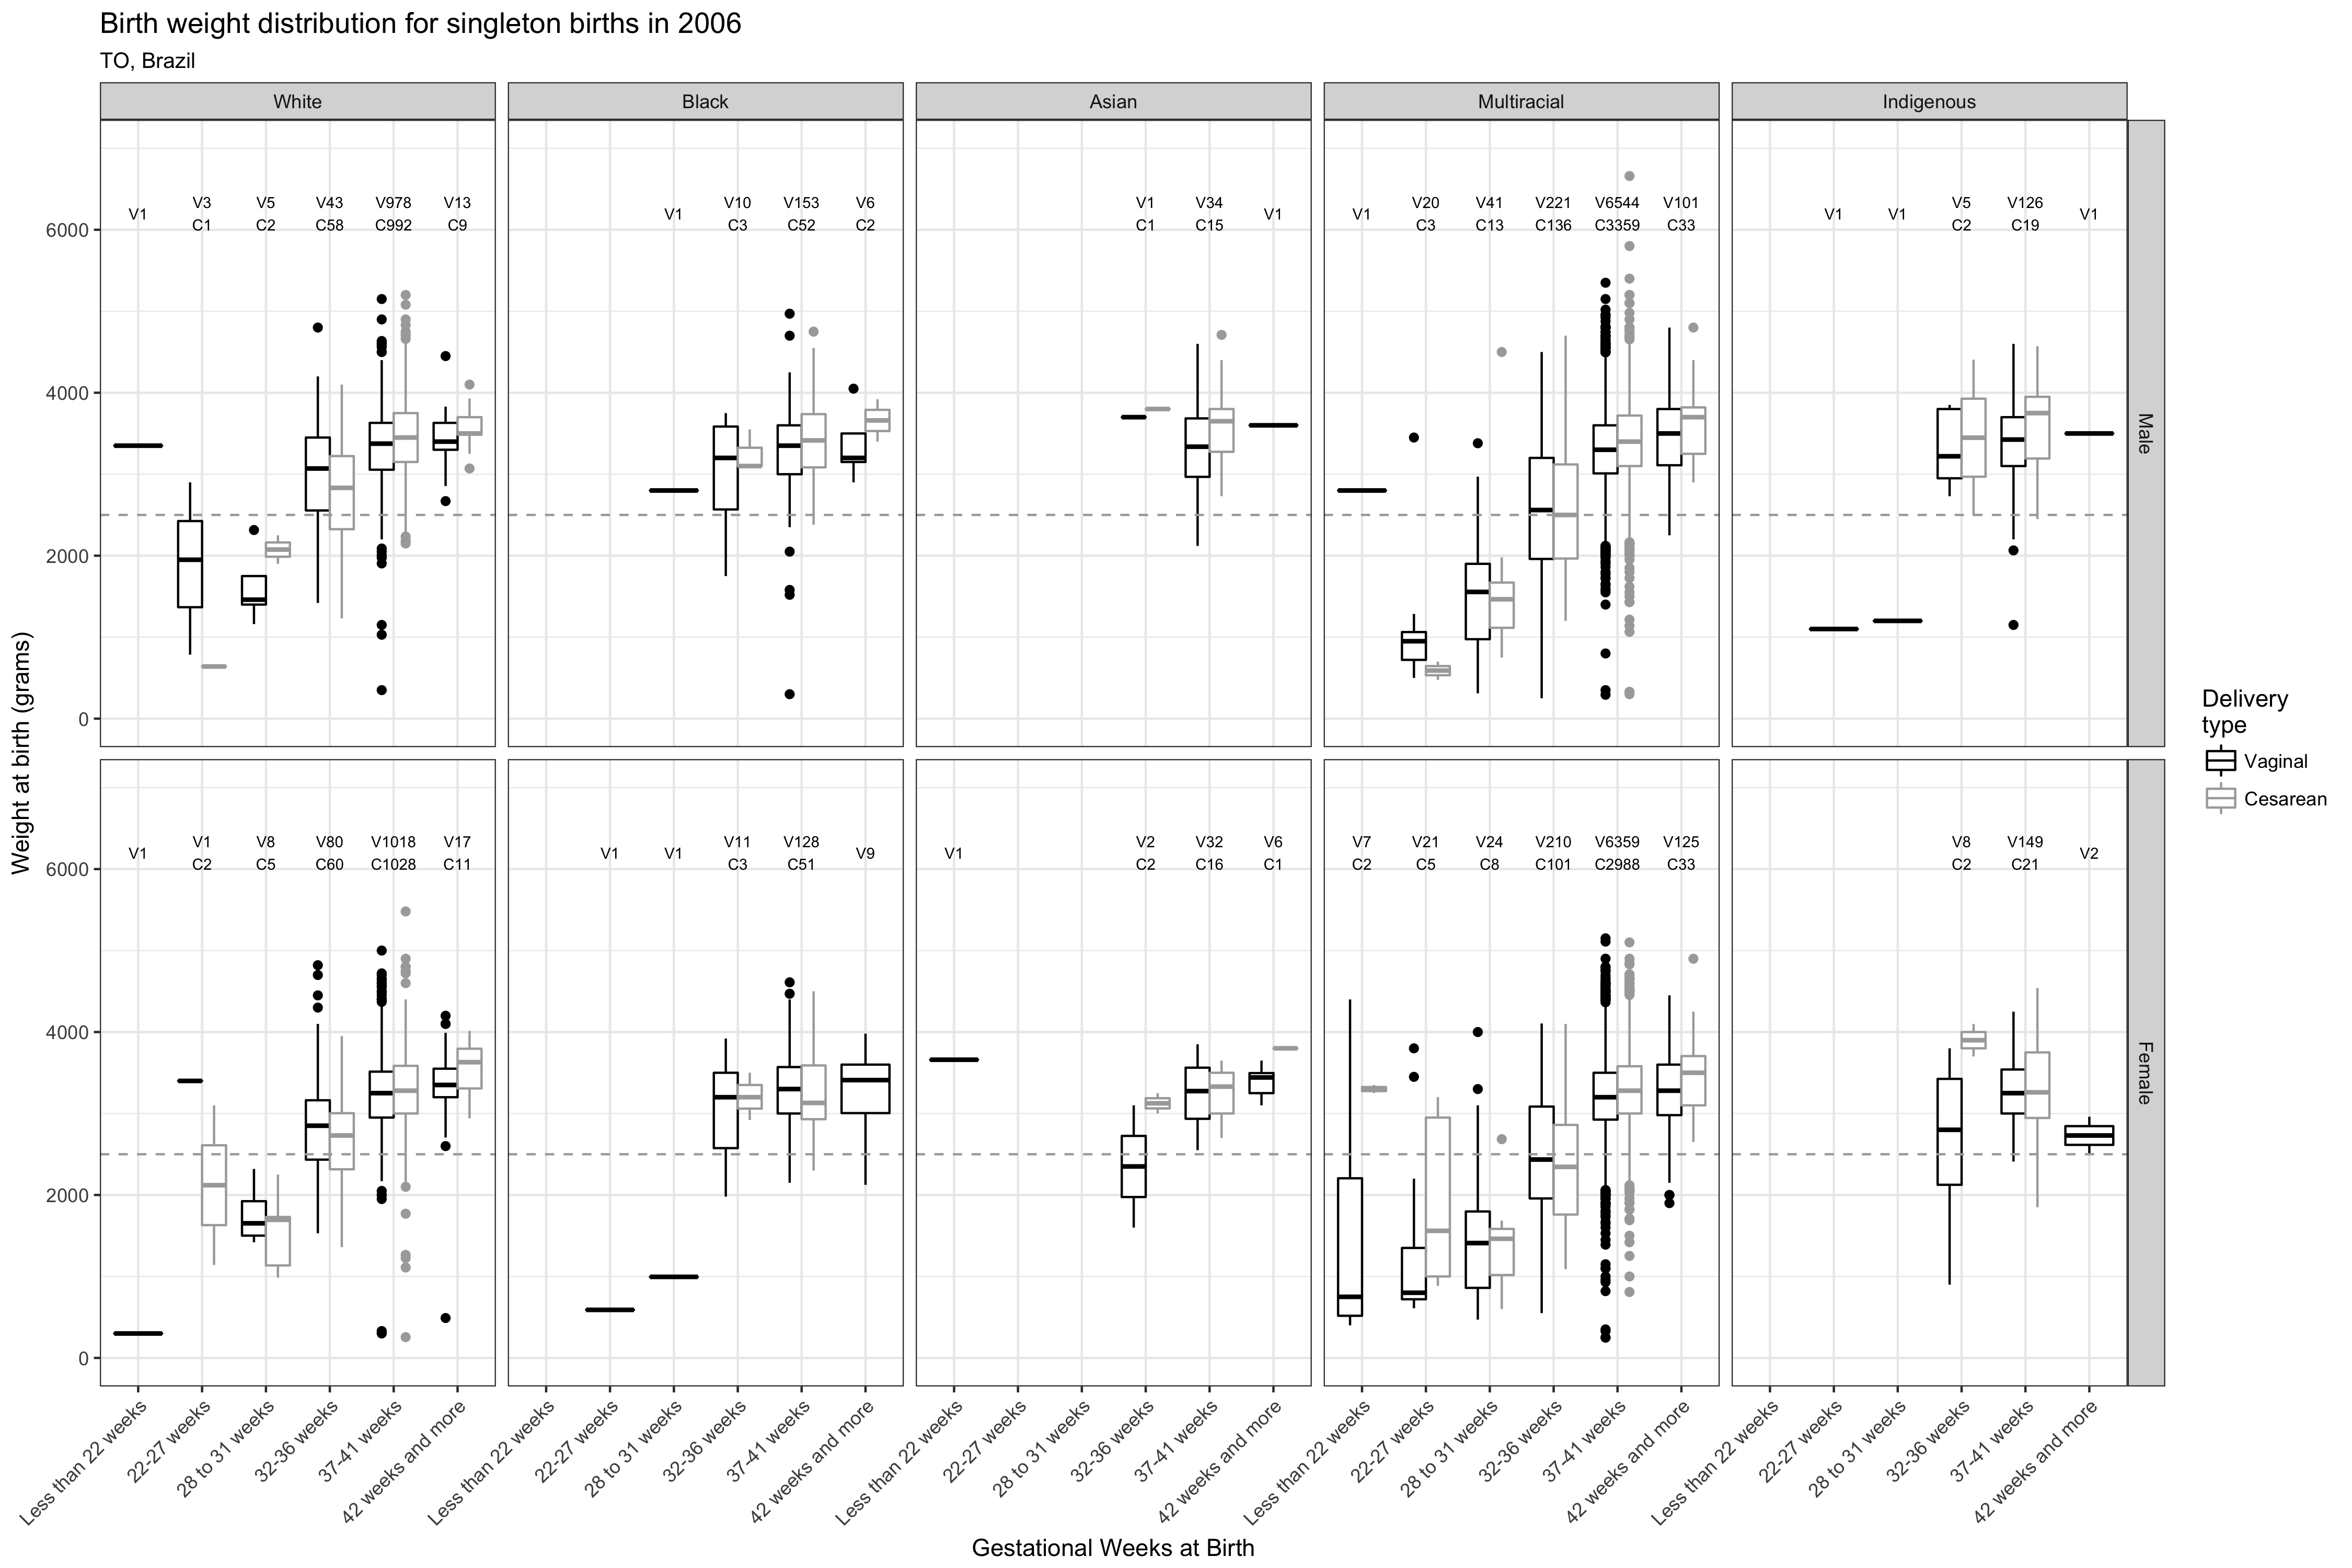 Birth weight distribution for singleton births in 2006
TO, Brazil
White Black Asian Multiracial Indigenous
Weight at birth (grams)
Male
6000
4000
2000
0
V1 V3 V5 V43 V978 V13
C1 C2 C58 C992 C9
V1 V10 V153 V6
C3 C52 C2
V1 V34 V1
C1 C15
V1 V20 V41 V221 V6544 V101
C3 C13 C136 C3359 C33
V1 V1 V5 V126 V1
C2 C19
Female
6000
4000
2000
0
V1 V1 V8 V80 V1018 V17
C2 C5 C60 C1028 C11
V1 V1 V11 V128 V9
C3 C51
V1 V2 V32 V6
C2 C16 C1
V7 V21 V24 V210 V6359 V125
C2 C5 C8 C101 C2988 C33
V8 V149 V2
C2 C21
Less than 22 weeks
22-27 weeks
28 to 31 weeks
32-36 weeks
37-41 weeks
42 weeks and more
Less than 22 weeks
22-27 weeks
28 to 31 weeks
32-36 weeks
37-41 weeks
42 weeks and more
Less than 22 weeks
22-27 weeks
28 to 31 weeks
32-36 weeks
37-41 weeks
42 weeks and more
Less than 22 weeks
22-27 weeks
28 to 31 weeks
32-36 weeks
37-41 weeks
42 weeks and more
Less than 22 weeks
22-27 weeks
28 to 31 weeks
32-36 weeks
37-41 weeks
42 weeks and more
Gestational Weeks at Birth
Delivery
type
Vaginal
Cesarean